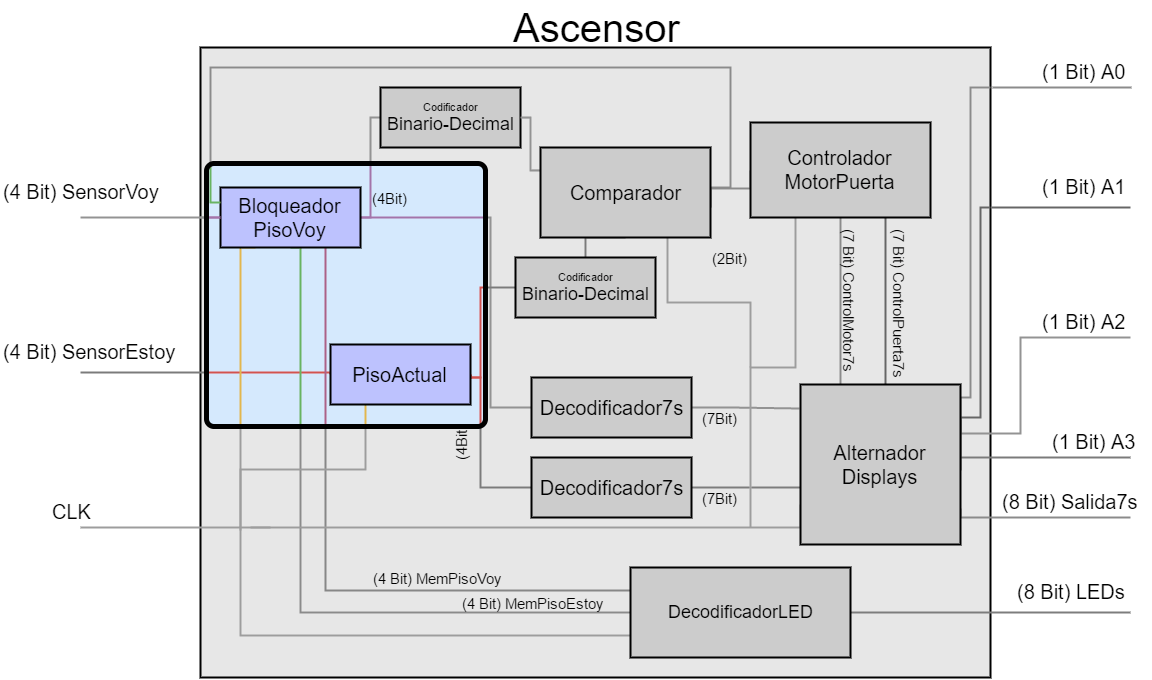 Ascensor
(1 Bit) A0
Codificador
Binario-Decimal
Controlador
MotorPuerta
Comparador
(4 Bit) SensorVoy
(4Bit)
(1 Bit) A1
Bloqueador
PisoVoy
(2Bit)
(7 Bit) ControlMotor7s
(7 Bit) ControlPuerta7s
Codificador
Binario-Decimal
(1 Bit) A2
(4 Bit) SensorEstoy
PisoActual
Decodificador7s
(7Bit)
(4Bit
(1 Bit) A3
Alternador
Displays
Decodificador7s
(7Bit)
(8 Bit) Salida7s
CLK
(4 Bit) MemPisoVoy
(4 Bit) MemPisoEstoy
DecodificadorLED
(8 Bit) LEDs